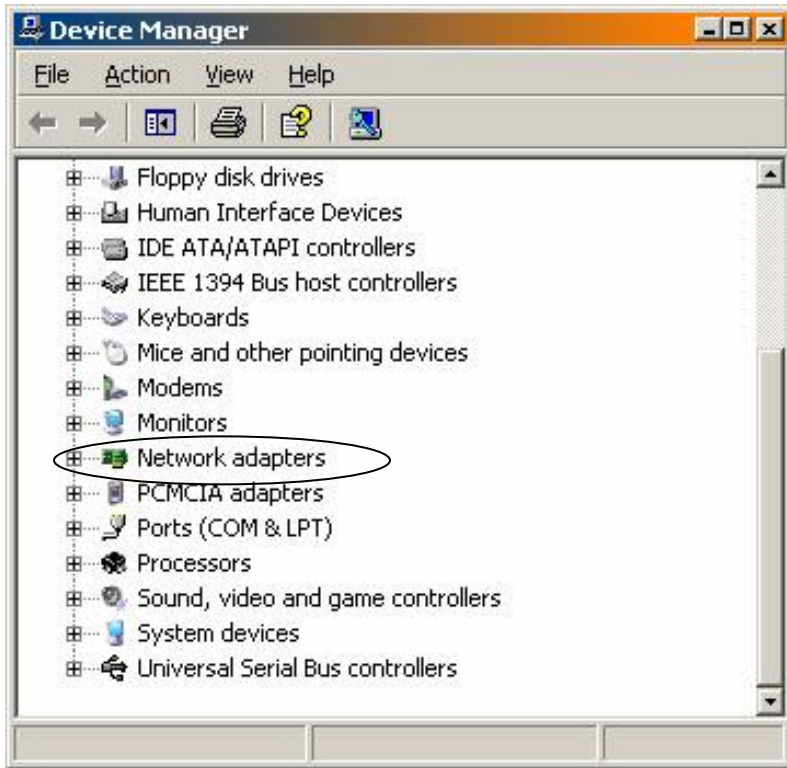 Device Manager
File Action View Help
Floppy disk drives
Human Interface Devices
IDE ATA/ATAPI controllers
IEEE 1394 Bus host controllers
Keyboards
Mice and other pointing devices
Modems
Monitors
Network adapters
PCMCIA adapters
Ports (COM & LPT)
Processors
Sound, video and game controllers
System devices
Universal Serial Bus controllers